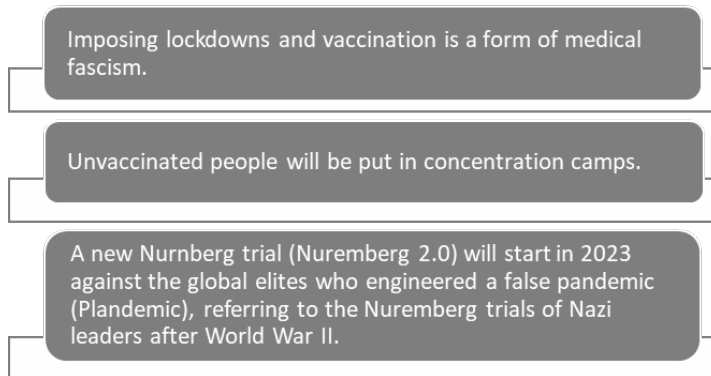 Imposing lockdowns and vaccination is a form of medical
fascism.
Unvaccinated people will be put in concentration camps.
A new Nurnberg trial (Nuremberg 2.0) will start in 2023
against the global elites who engineered a false pandemic
(Plandemic), referring to the Nuremberg trials of Nazi
leaders after World War II.